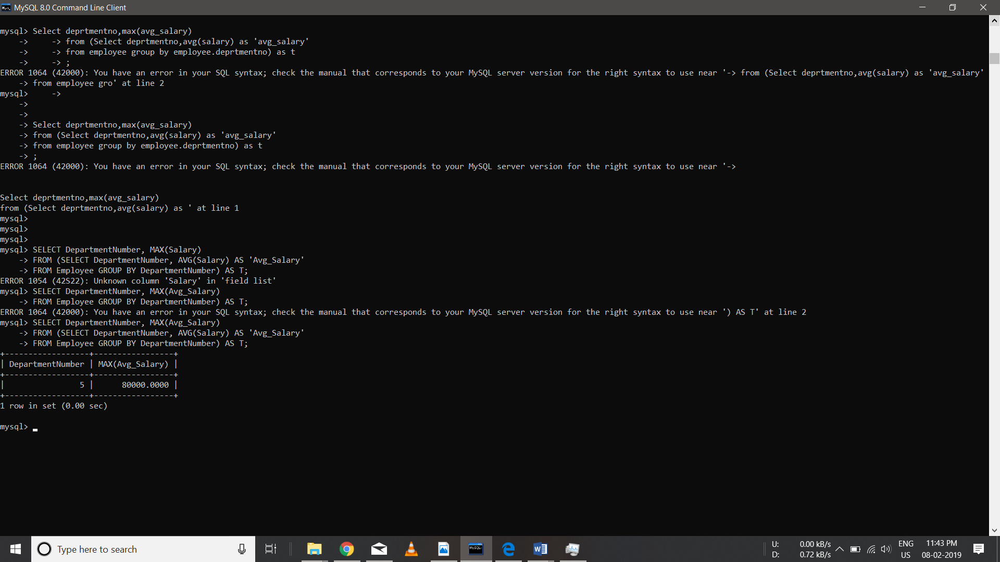 MySQL 8.0 Command Line Client
mysql> Select deprtmentno,max(avg_salary)
    ->     -> from (Select deprtmentno,avg(salary) as 'avg_salary'
    ->     -> from employee group by employee.deprtmentno) as t
    ->     -> ;
ERROR 1064 (42000): You have an error in your SQL syntax; check the manual that corresponds to your MySQL server version for the right syntax to use near '-> from (Select deprtmentno,avg(salary) as 'avg_salary'
    -> from employee gro' at line 2
mysql>     ->
    ->
    ->
    -> Select deprtmentno,max(avg_salary)
    -> from (Select deprtmentno,avg(salary) as 'avg_salary'
    -> from employee group by employee.deprtmentno) as t
    -> ;
ERROR 1064 (42000): You have an error in your SQL syntax; check the manual that corresponds to your MySQL server version for the right syntax to use near '->
Select deprtmentno,max(avg_salary)
from (Select deprtmentno,avg(salary) as ' at line 1
mysql>
mysql>
mysql>
mysql> SELECT DepartmentNumber, MAX(Salary)
    -> FROM (SELECT DepartmentNumber, AVG(Salary) AS 'Avg_Salary'
    -> FROM Employee GROUP BY DepartmentNumber) AS T;
ERROR 1054 (42S22): Unknown column 'Salary' in 'field list'
mysql> SELECT DepartmentNumber, MAX(Avg_Salary)
    -> FROM Employee GROUP BY DepartmentNumber) AS T;
ERROR 1064 (42000): You have an error in your SQL syntax; check the manual that corresponds to your MySQL server version for the right syntax to use near ') AS T' at line 2
mysql> SELECT DepartmentNumber, MAX(Avg_Salary)
    -> FROM (SELECT DepartmentNumber, AVG(Salary) AS 'Avg_Salary'
    -> FROM Employee GROUP BY DepartmentNumber) AS T;
+------------------+-----------------+
| DepartmentNumber | MAX(Avg_Salary) |
+------------------+-----------------+
|                5 |      80000.0000 |
+------------------+-----------------+
1 row in set (0.00 sec)
mysql> _
Type here to search
MySQL
U: 0.00 kB/s
D: 0.72 kB/s
ENG
US
11:43 PM
08-02-2019